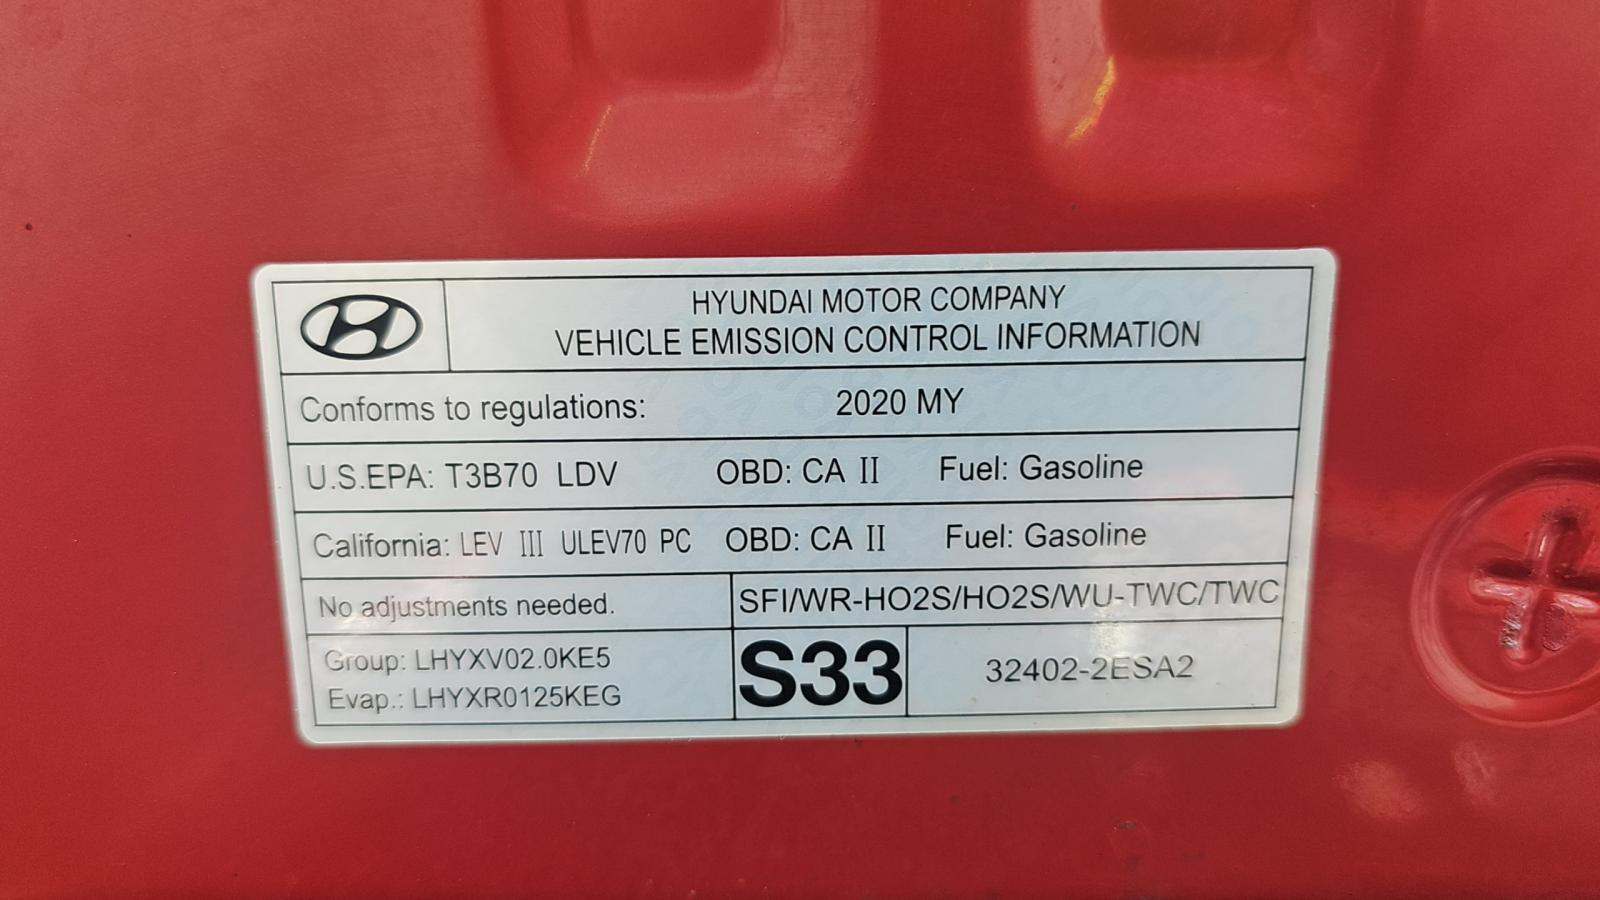 HYUNDAI MOTOR COMPANY
VEHICLE EMISSION CONTROL INFORMATION
Conforms to regulations: 2020 MY
U.S.EPA: T3B70 LDV OBD: CA II Fuel: Gasoline
California: LEV III ULEV70 PC OBD: CA II Fuel: Gasoline
No adjustments needed. SFI/WR-HO2S/HO2S/WU-TWC/TWC
Group: LHYXV02.0KE5
Evap.: LHYXR0125KEG
S33
32402-2ESA2